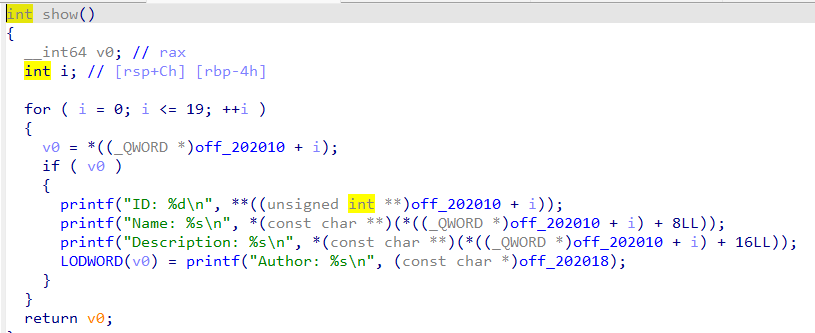 int show()
{
  __int64 v0; // rax
  int i; // [rsp+Ch] [rbp-4h]

  for ( i = 0; i <= 19; ++i )
  {
    v0 = *((_QWORD *)off_202010 + i);
    if ( v0 )
    {
      printf("ID: %d\n", **((unsigned int **)off_202010 + i));
      printf("Name: %s\n", *(const char **)(*((_QWORD *)off_202010 + i) + 8LL));
      printf("Description: %s\n", *(const char **)(*((_QWORD *)off_202010 + i) + 16LL));
      LODWORD(v0) = printf("Author: %s\n", (const char *)off_202018);
    }
  }
  return v0;